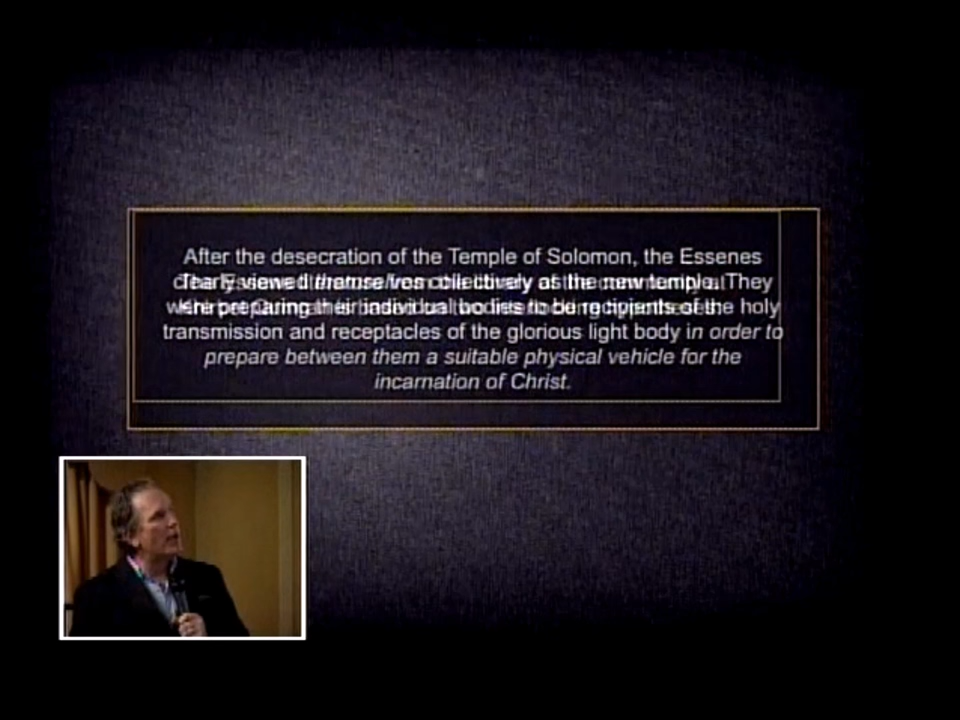 After the desecration of the Temple of Solomon, the Essenes
clearly viewed themselves collectively as the new temple. They
were preparing their individual bodies to be recipients of the holy
transmission and receptacles of the glorious light body in order to
prepare between them a suitable physical vehicle for the
incarnation of Christ.